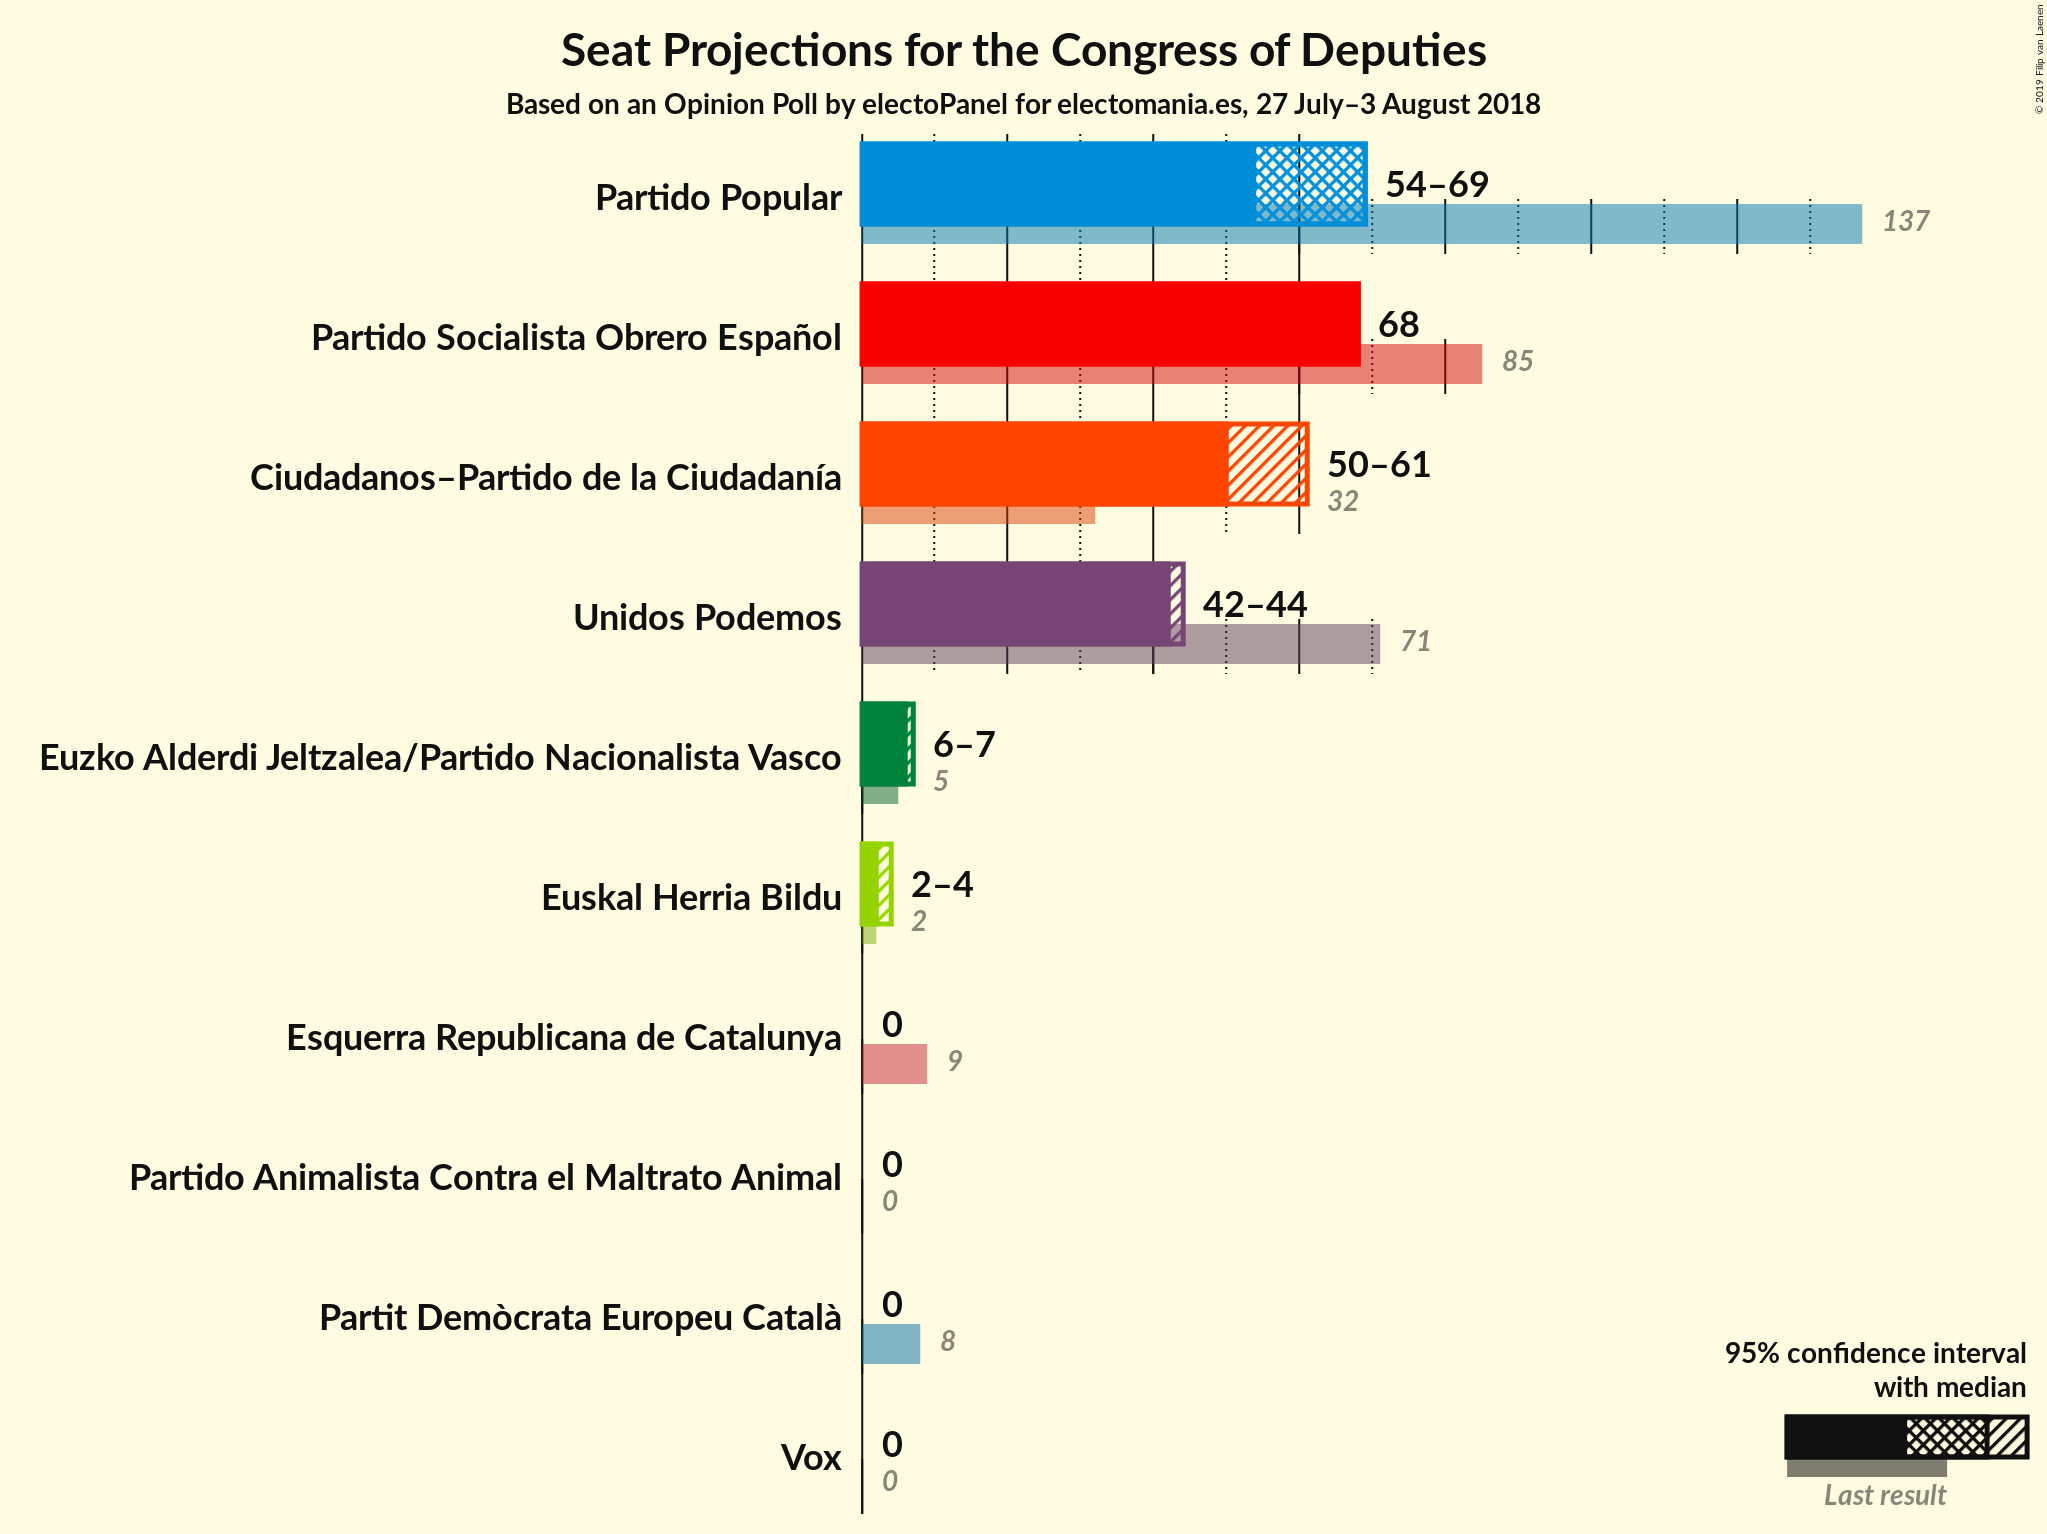 Seat Projections for the Congress of Deputies
Based on an Opinion Poll by electoPanel for electomania.es, 27 July–3 August 2018
© 2019 Filip van Laenen
Partido Popular
54–69
137
Partido Socialista Obrero Español
68
85
Ciudadanos–Partido de la Ciudadanía
50–61
32
Unidos Podemos
42–44
71
Euzko Alderdi Jeltzalea/Partido Nacionalista Vasco
6–7
5
Euskal Herria Bildu
2–4
2
Esquerra Republicana de Catalunya
0
9
Partido Animalista Contra el Maltrato Animal
0
0
Partit Demòcrata Europeu Català
0
8
Vox
0
0
95% confidence interval
with median
Last result